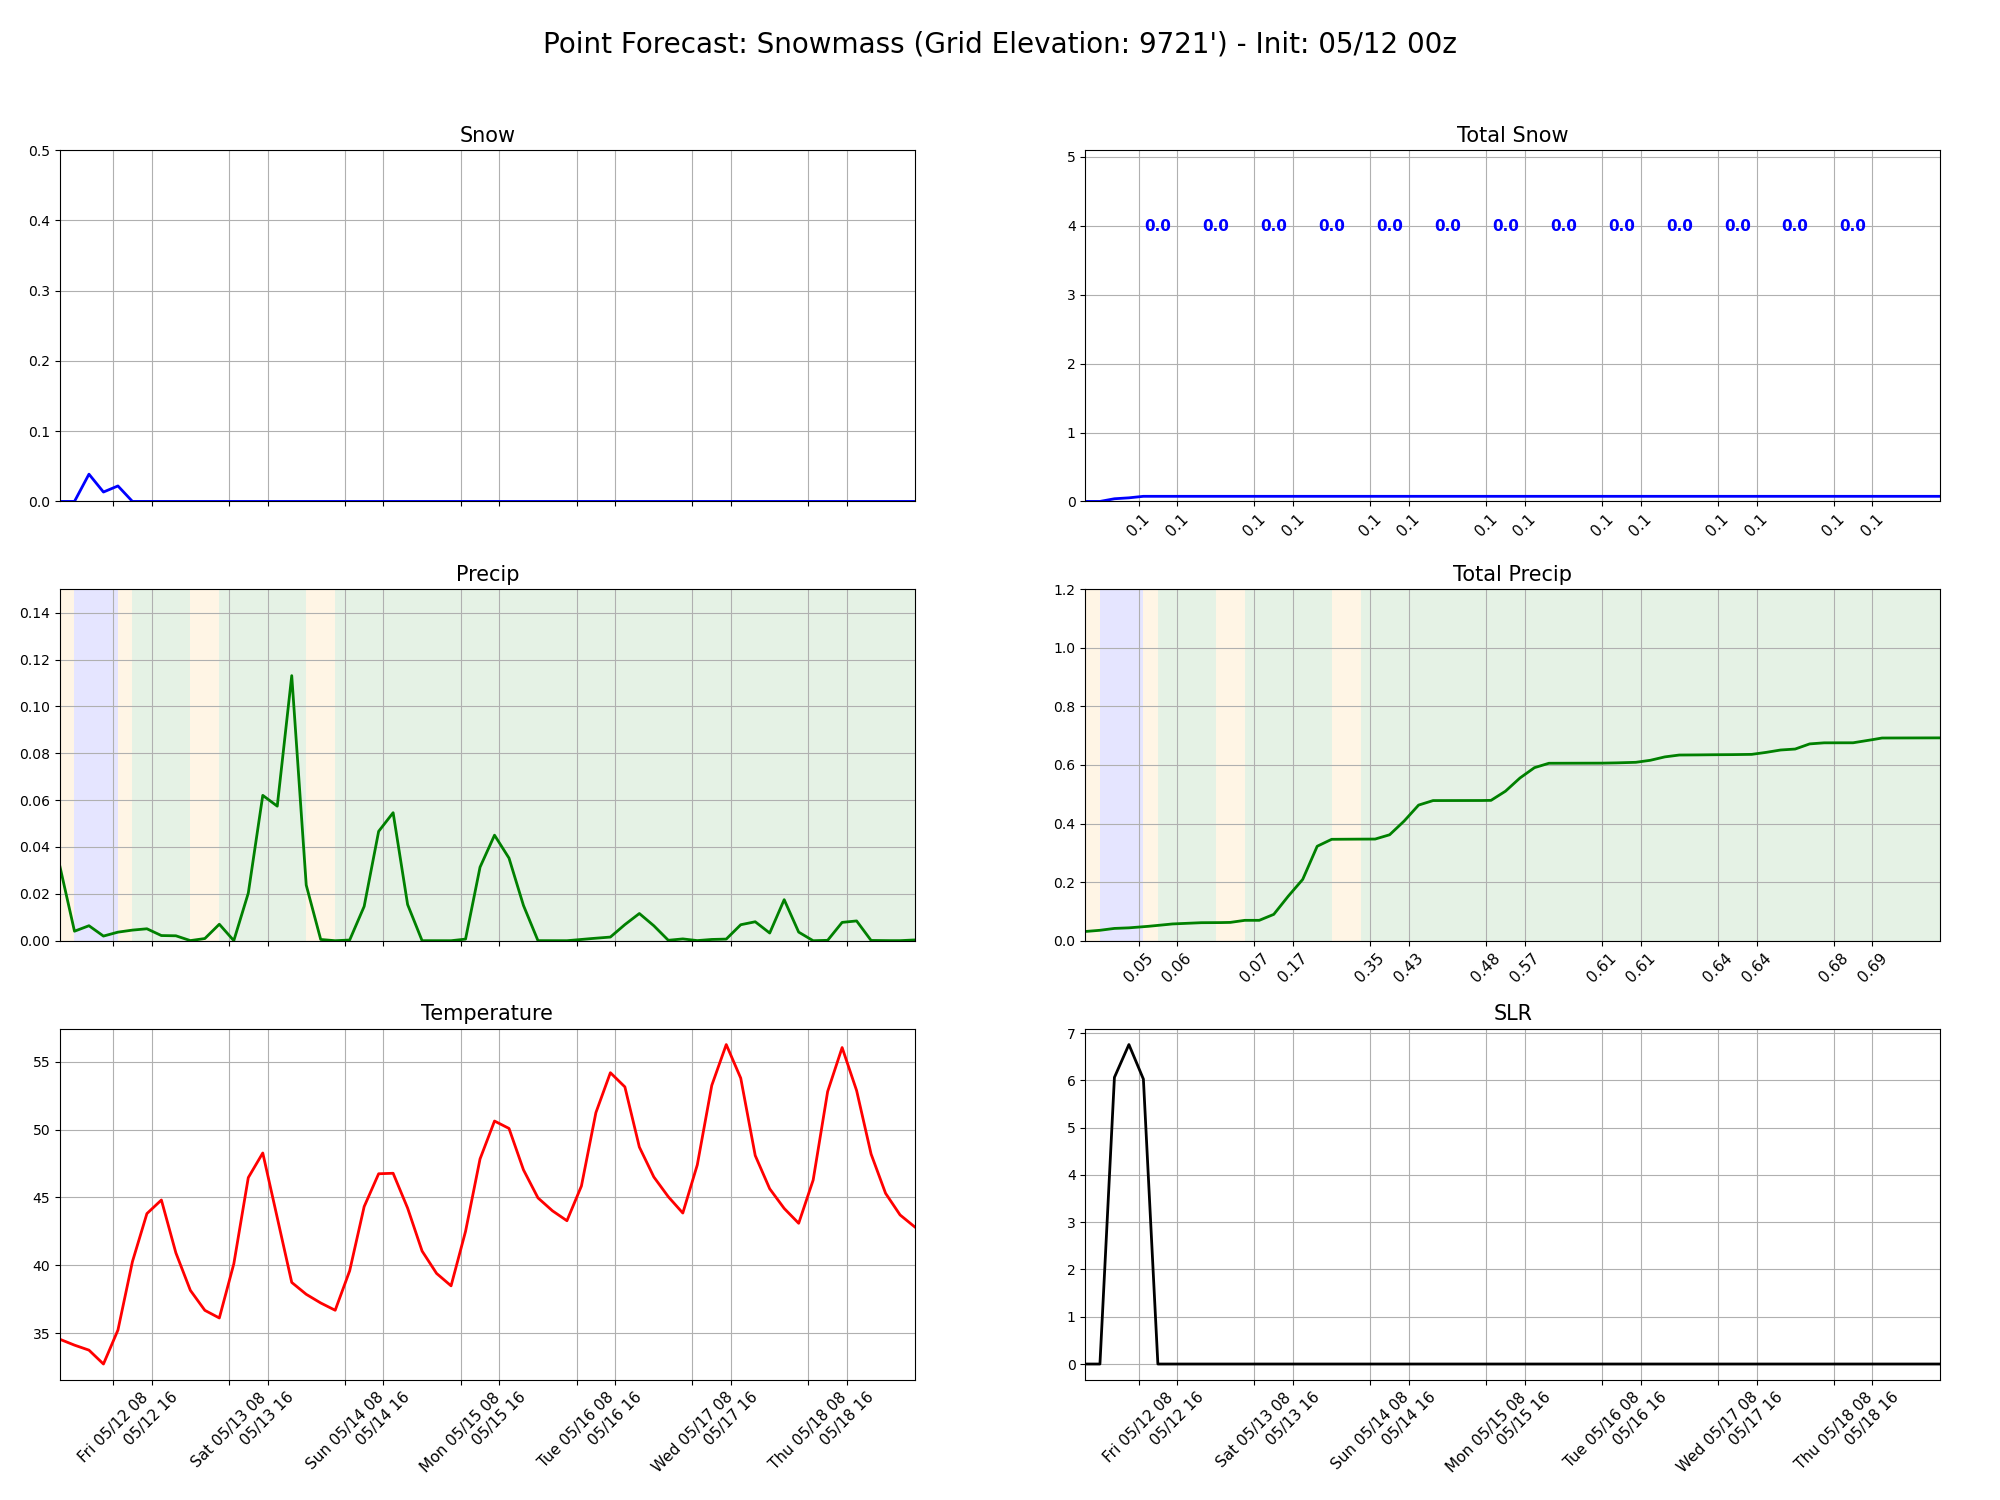 Point Forecast: Snowmass (Grid Elevation: 9721') - Init: 05/12 00z
Snow
0.5
0.4
0.3
0.2
0.1
0.0
Total Snow
5
4
3
2
1
0
0.0 0.0 0.0 0.0 0.0 0.0 0.0 0.0 0.0 0.0 0.0 0.0 0.0
0.1 0.1 0.1 0.1 0.1 0.1 0.1 0.1 0.1 0.1 0.1 0.1 0.1 0.1
Precip
0.14
0.12
0.10
0.08
0.06
0.04
0.02
0.00
Total Precip
1.2
1.0
0.8
0.6
0.4
0.2
0.0
0.05 0.06 0.07 0.17 0.35 0.43 0.48 0.57 0.61 0.61 0.64 0.64 0.68 0.69
Temperature
55
50
45
40
35
Fri 05/12 08
05/12 16
Sat 05/13 08
05/13 16
Sun 05/14 08
05/14 16
Mon 05/15 08
05/15 16
Tue 05/16 08
05/16 16
Wed 05/17 08
05/17 16
Thu 05/18 08
05/18 16
SLR
7
6
5
4
3
2
1
0
Fri 05/12 08
05/12 16
Sat 05/13 08
05/13 16
Sun 05/14 08
05/14 16
Mon 05/15 08
05/15 16
Tue 05/16 08
05/16 16
Wed 05/17 08
05/17 16
Thu 05/18 08
05/18 16